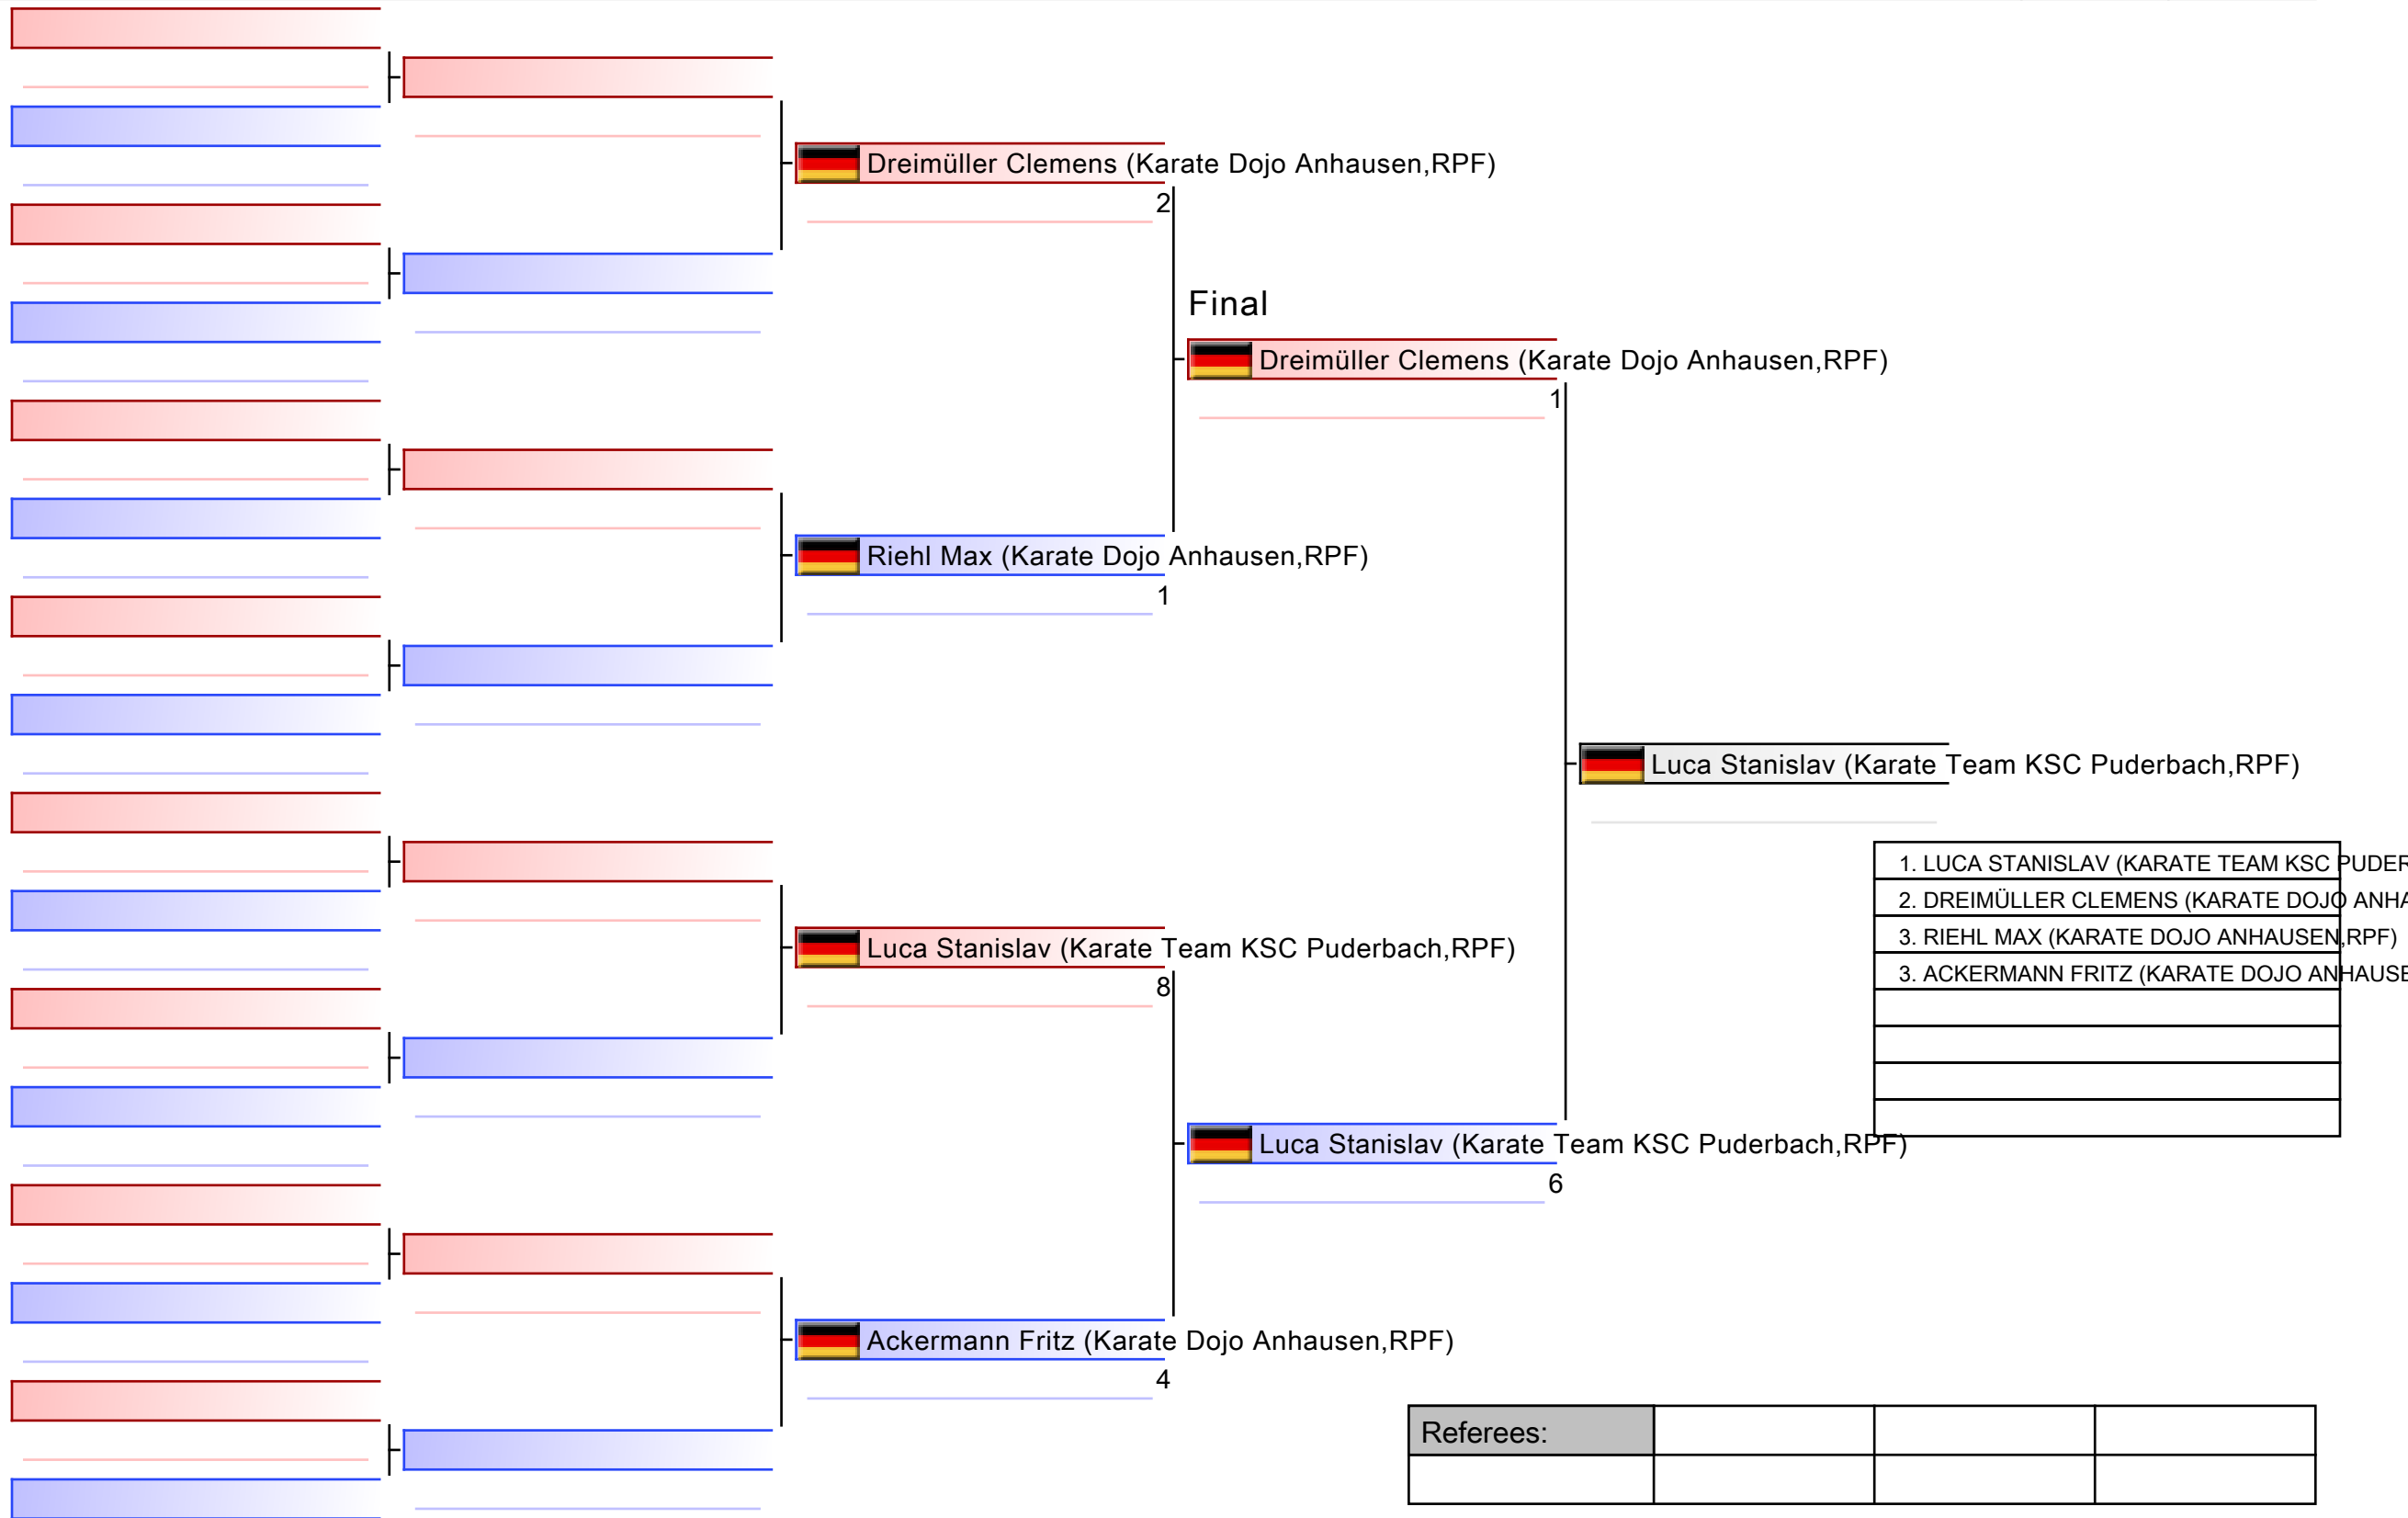 Dreimüller Clemens (Karate Dojo Anhausen,RPF)
2
Final
Dreimüller Clemens (Karate Dojo Anhausen,RPF)
1
Riehl Max (Karate Dojo Anhausen,RPF)
1
Luca Stanislav (Karate Team KSC Puderbach,RPF)
1. LUCA STANISLAV (KARATE TEAM KSC PUDER
2. DREIMÜLLER CLEMENS (KARATE DOJO ANHA
3. RIEHL MAX (KARATE DOJO ANHAUSEN,RPF)
3. ACKERMANN FRITZ (KARATE DOJO ANHAUSE
Luca Stanislav (Karate Team KSC Puderbach,RPF)
8
Luca Stanislav (Karate Team KSC Puderbach,RPF)
6
Ackermann Fritz (Karate Dojo Anhausen,RPF)
4
Referees: